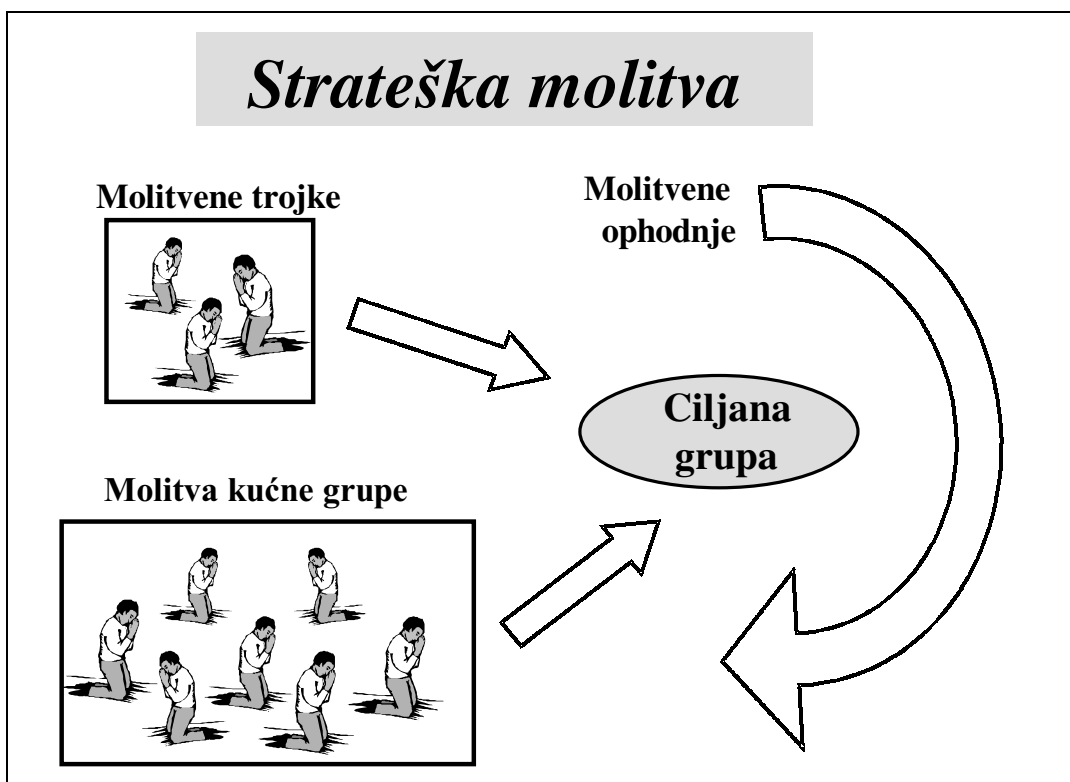 Strateška molitva
Molitvene trojke
Molitvene
ophodnje
Ciljana
grupa
Molitva kućne grupe